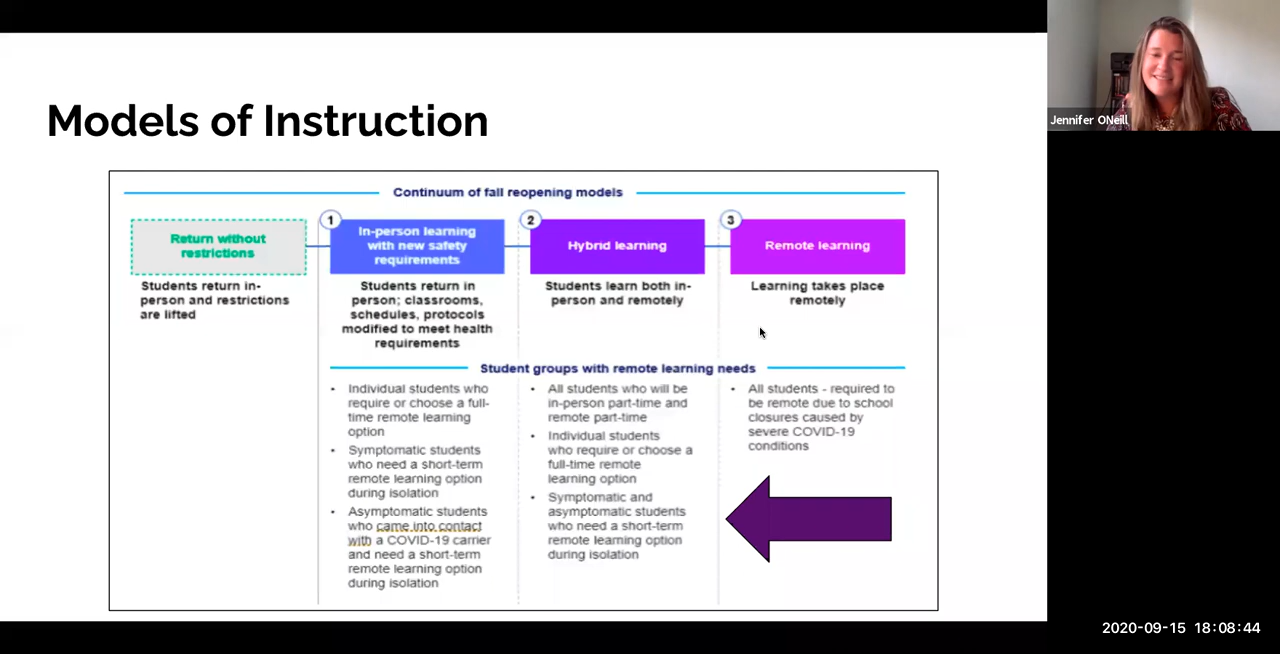 Models of Instruction
Jennifer ONeill
Continuum of fall reopening models
Return without
restrictions
Students return in-
person and restrictions
are lifted
1
In-person learning
with new safety
requirements
Students return in
person; classrooms,
schedules, protocols
modified to meet health
requirements
2
Hybrid learning
Students learn both in-
person and remotely
3
Remote learning
Learning takes place
remotely
Student groups with remote learning needs
• Individual students who
require or choose a full-
time remote learning
option
• Symptomatic students
who need a short-term
remote learning option
during isolation
• Asymptomatic students
who came into contact
with a COVID-19 carrier
and need a short-term
remote learning option
during isolation
• All students who will be
in-person part-time and
remote part-time
• Individual students
who require or choose a
full-time remote
learning option
• Symptomatic and
asymptomatic students
who need a short-term
remote learning option
during isolation
• All students - required to
be remote due to school
closures caused by
severe COVID-19
conditions
2020-09-15 18:08:44